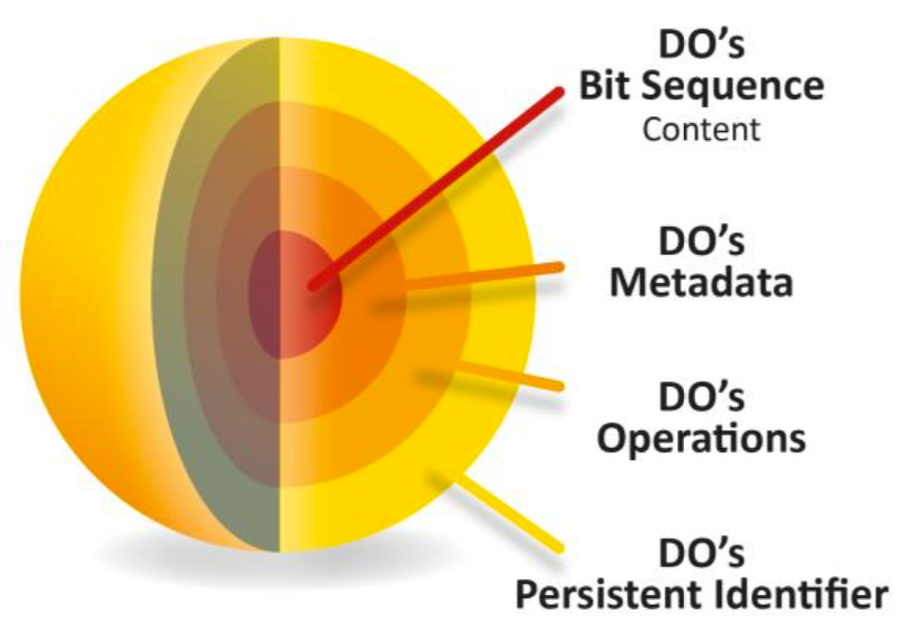 DO's
Bit Sequence
Content
DO's
Metadata
DO's
Operations
DO's
Persistent Identifier